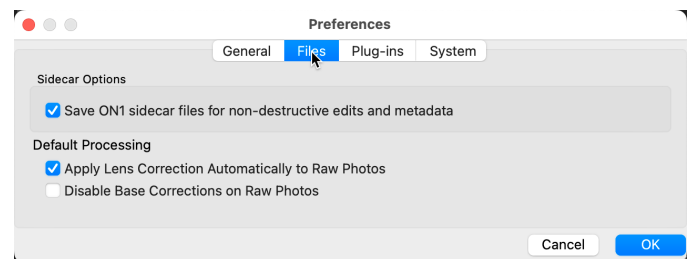 Preferences
General Files Plug-ins System
Sidecar Options
Save ON1 sidecar files for non-destructive edits and metadata
Default Processing
Apply Lens Correction Automatically to Raw Photos
Disable Base Corrections on Raw Photos
Cancel OK